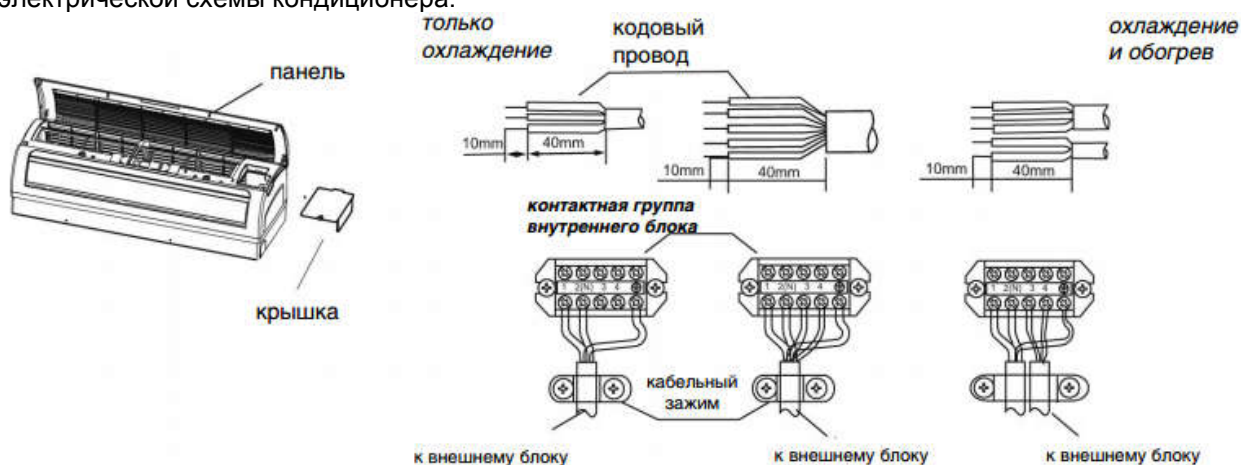 электрической схемы кондиционера.
только
охлаждение
кодовый
провод
охлаждение
и обогрев
панель
10mm
40mm
10mm
40mm
10mm
40mm
контактная группа
внутреннего блока
1 2(N) 3 4
1 2(N) 3 4
1 2(N) 3 4
крышка
кабельный
зажим
к внешнему блоку
к внешнему блоку
к внешнему блоку